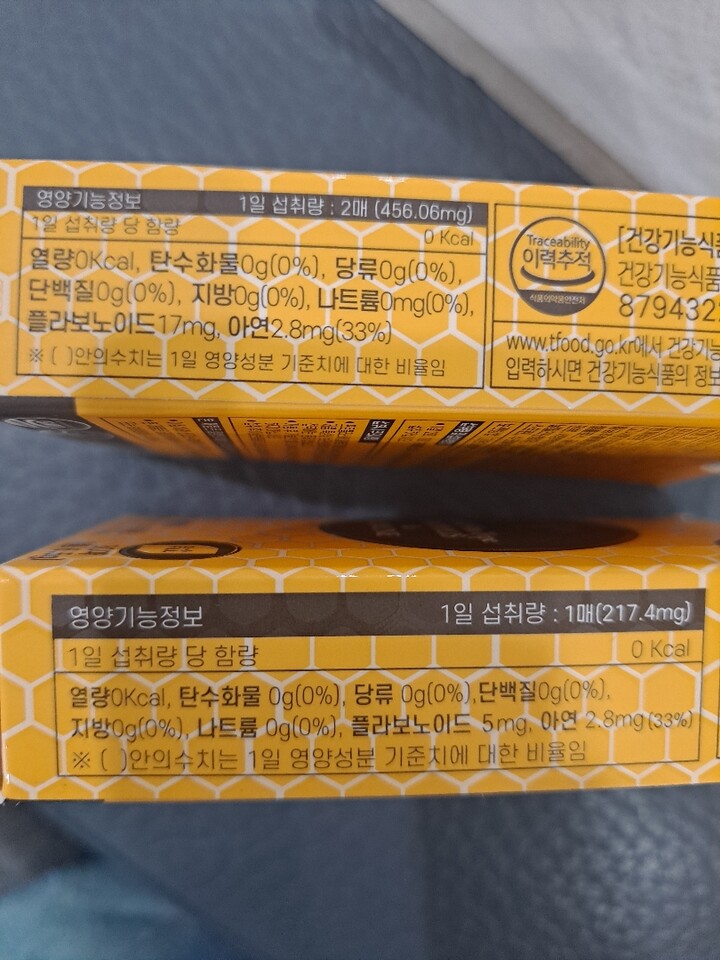 영양기능정보 1일 섭취량 : 2매 (456.06mg)
1일 섭취량 당 함량 0 Kcal
열량0Kcal, 탄수화물0g(0%), 당류0g(0%),
단백질0g(0%), 지방0g(0%), 나트륨0mg(0%),
플라보노이드17mg, 아연2.8mg(33%)
※ ( )안의수치는 1일 영양성분 기준치에 대한 비율임
Traceability
이력추적
식품의약품안전처
[건강기능식품
건강기능식품
879432
www.tfood.go.kr에서 건강기능
입력하시면 건강기능식품의 정보
영양기능정보 1일 섭취량 : 1매(217.4mg)
1일 섭취량 당 함량 0 Kcal
열량0Kcal, 탄수화물 0g(0%), 당류 0g(0%),단백질0g(0%),
지방0g(0%), 나트륨 0g(0%), 플라보노이드 5mg, 아연 2.8mg(33%)
※ ( )안의수치는 1일 영양성분 기준치에 대한 비율임